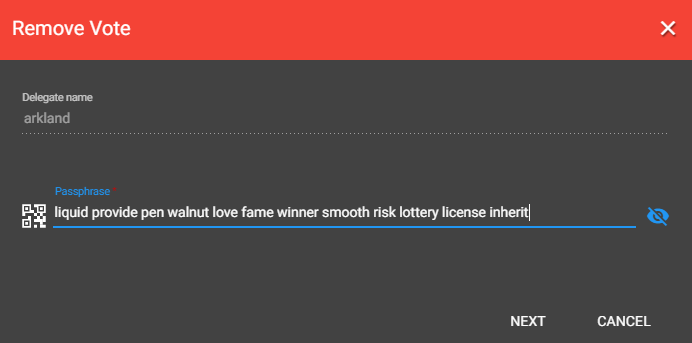 Remove Vote
Delegate name
arkland
Passphrase *
liquid provide pen walnut love fame winner smooth risk lottery license inherit
NEXT CANCEL